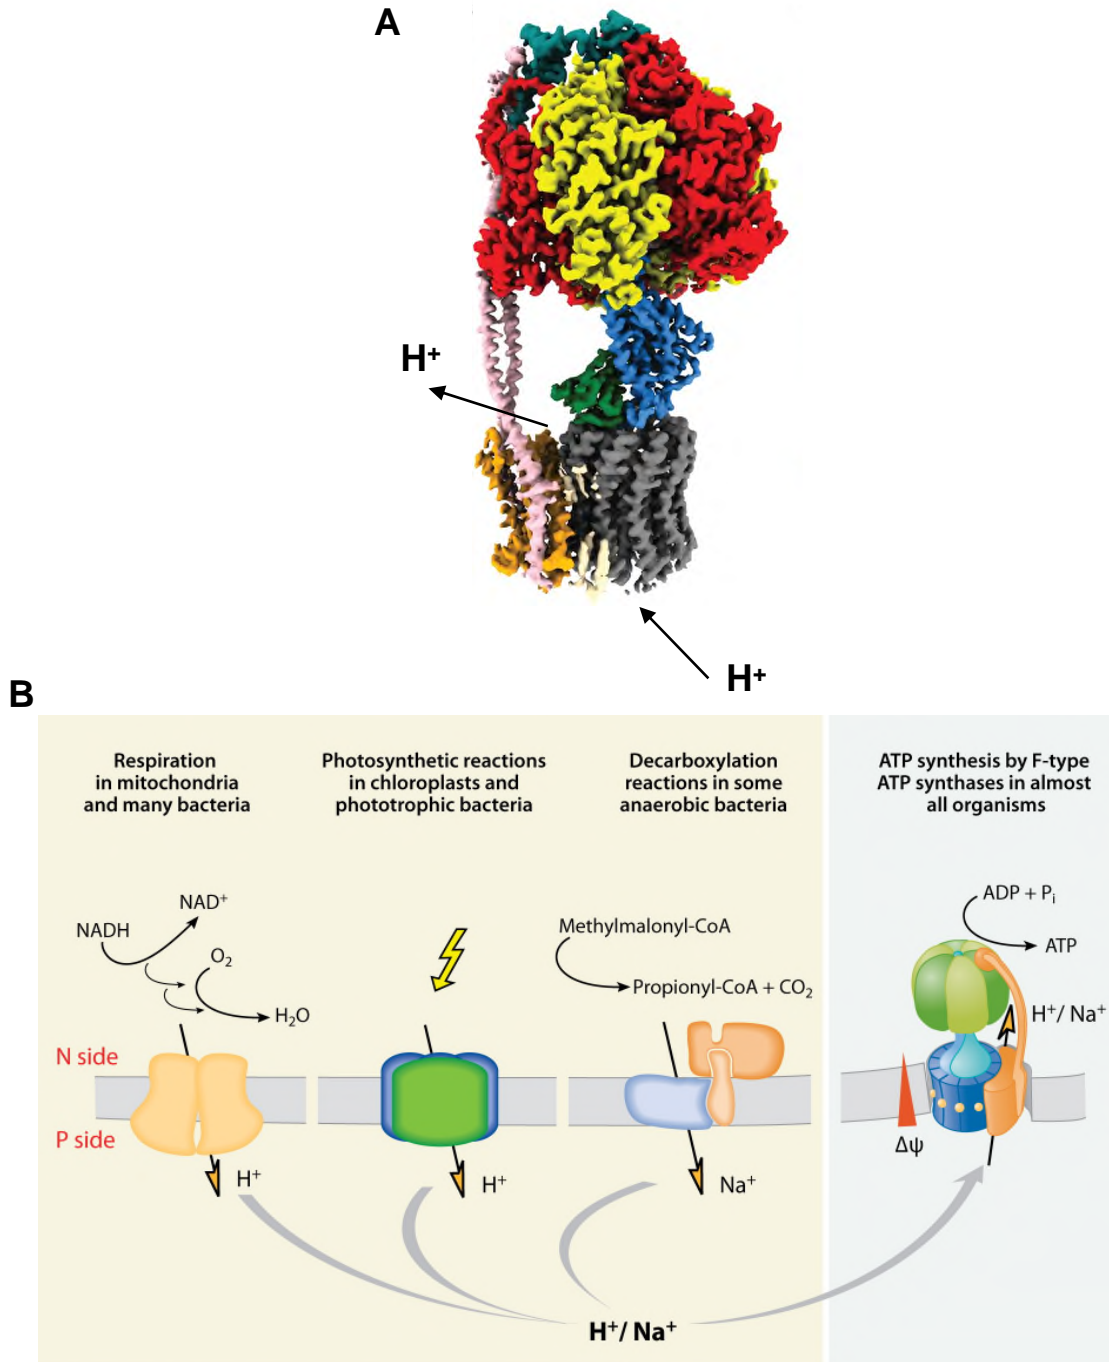 A
H⁺
H⁺
B
Respiration
in mitochondria
and many bacteria
Photosynthetic reactions
in chloroplasts and
phototrophic bacteria
Decarboxylation
reactions in some
anaerobic bacteria
ATP synthesis by F-type
ATP synthases in almost
all organisms
NADH
NAD⁺
O₂
H₂O
Methylmalonyl-CoA
Propionyl-CoA + CO₂
ADP + Pᵢ
ATP
H⁺/ Na⁺
N side
P side
Δψ
H⁺
H⁺
Na⁺
H⁺/ Na⁺